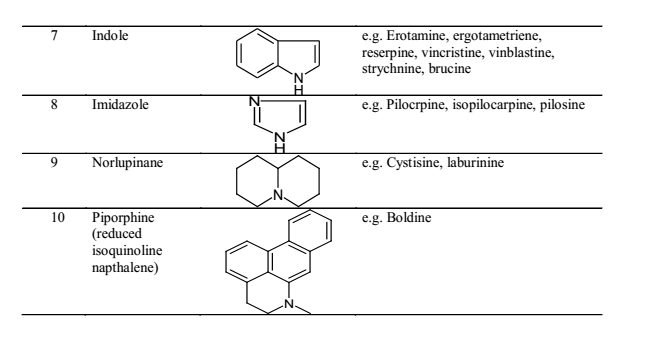 7 Indole e.g. Erotamine, ergotametriene,
reserpine, vincristine, vinblastine,
strychnine, brucine
N
H
8 Imidazole e.g. Pilocrpine, isopilocarpine, pilosine
N
N
H
9 Norlupinane e.g. Cystisine, laburinine
N
10 Piporphine e.g. Boldine
(reduced
isoquinoline
napthalene)
N